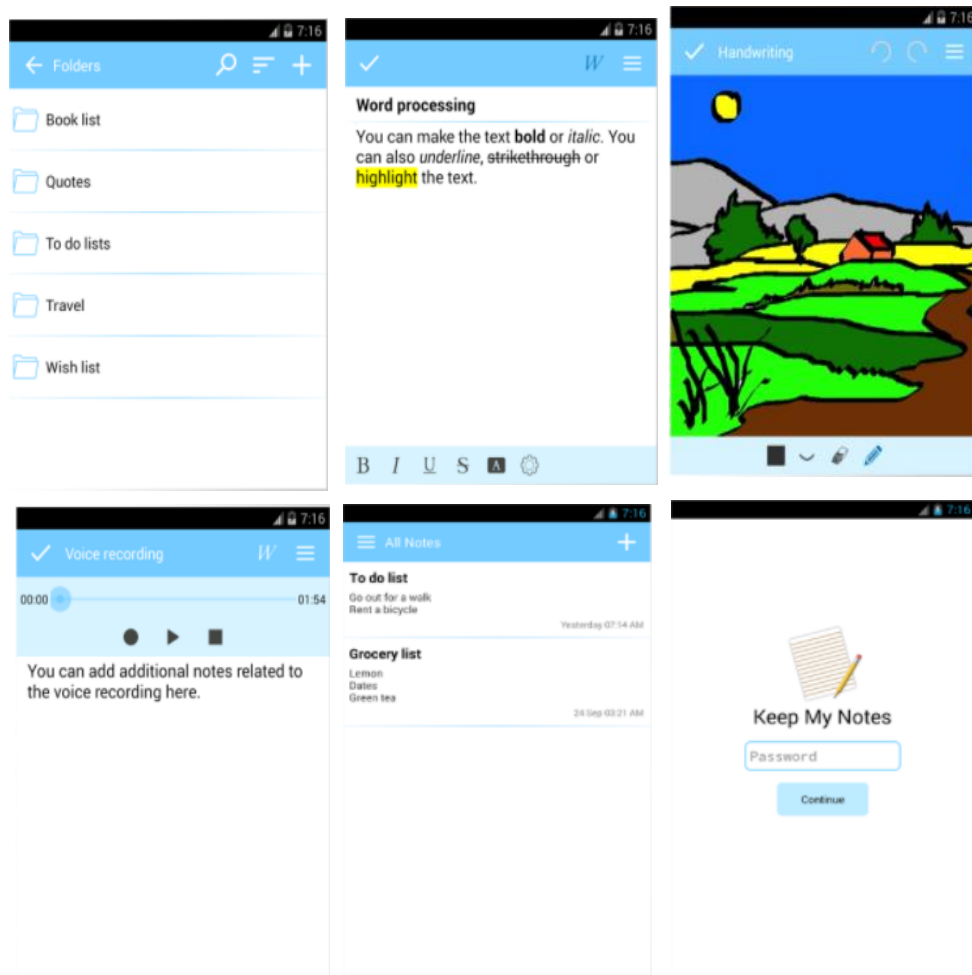 7:16
Folders
Book list
Quotes
To do lists
Travel
Wish list
7:16
W
Word processing
You can make the text bold or italic. You
can also underline, strikethrough or
highlight the text.
B I U S A
7:16
Handwriting
7:16
Voice recording W
00:00 01:54
You can add additional notes related to
the voice recording here.
7:16
All Notes
To do list
Go out for a walk
Rent a bicycle
Yesterday 07:14 AM
Grocery list
Lemon
Dates
Green tea
24 Sep 03:21 AM
7:16
Keep My Notes
Password
Continue